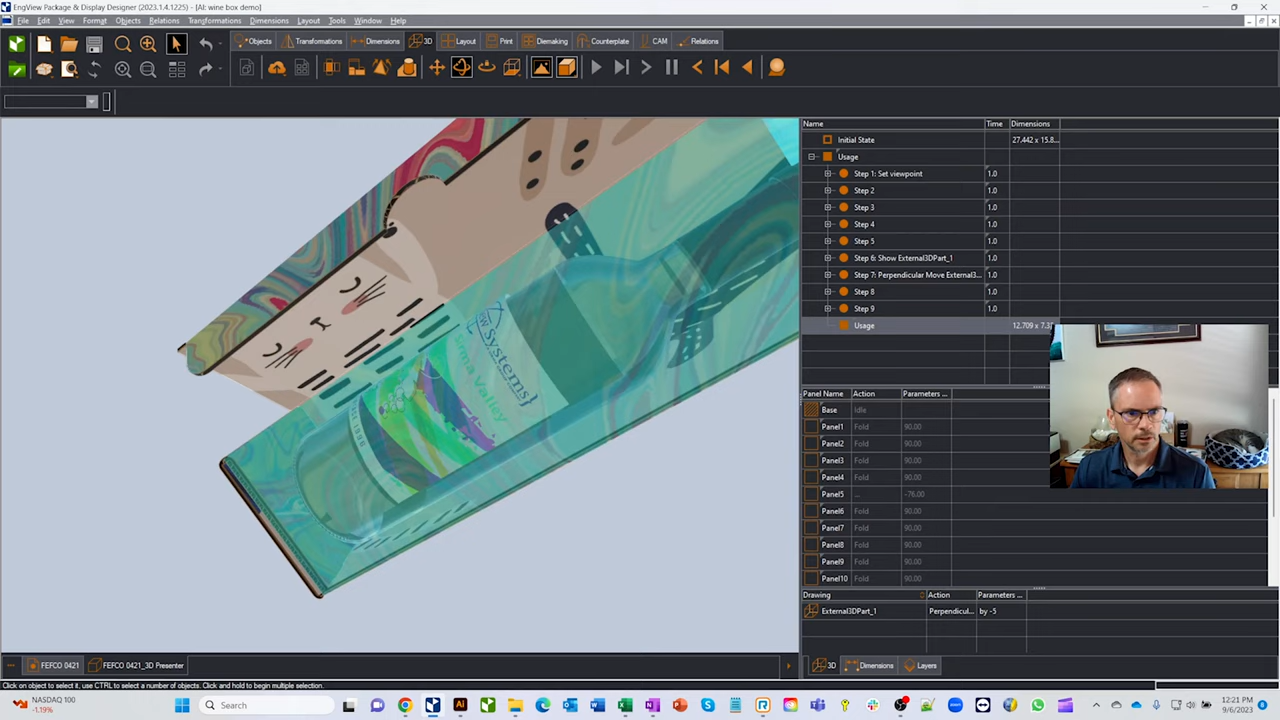 EngView Package & Display Designer (2023.1.4.1225) - [AI: wine box demo]
File Edit View Format Objects Relations Transformations Dimensions Layout Tools Window Help
Objects Transformations Dimensions 3D Layout Print Demaking Counterplate CAM Relations
Name Time Dimensions
Initial State 27.442 x 15.8...
Usage
Step 1: Set viewpoint 1.0
Step 2 1.0
Step 3 1.0
Step 4 1.0
Step 5 1.0
Step 6: Show External3DPart_1 1.0
Step 7: Perpendicular Move External3... 1.0
Step 8 1.0
Step 9 1.0
Usage
Panel Name Action Parameters ...
Base Idle
Panel1 Fold 90.00
Panel2 Fold 90.00
Panel3 Fold 90.00
Panel4 Fold 90.00
Panel5 ... -76.00
Panel6 Fold 90.00
Panel7 Fold 90.00
Panel8 Fold 90.00
Panel9 Fold 90.00
Panel10 Fold 90.00
Drawing Action Parameters ...
External3DPart_1 Perpendicul... by -5
Systems
Valley
... FEFCO 0421 FEFCO 0421_3D Presenter
3D Dimensions Layers
Click on object to select it, use CTRL to select a number of objects. Click and hold to begin multiple selection.
NASDAQ 100
-1.19%
Search
12:21 PM
9/6/2023